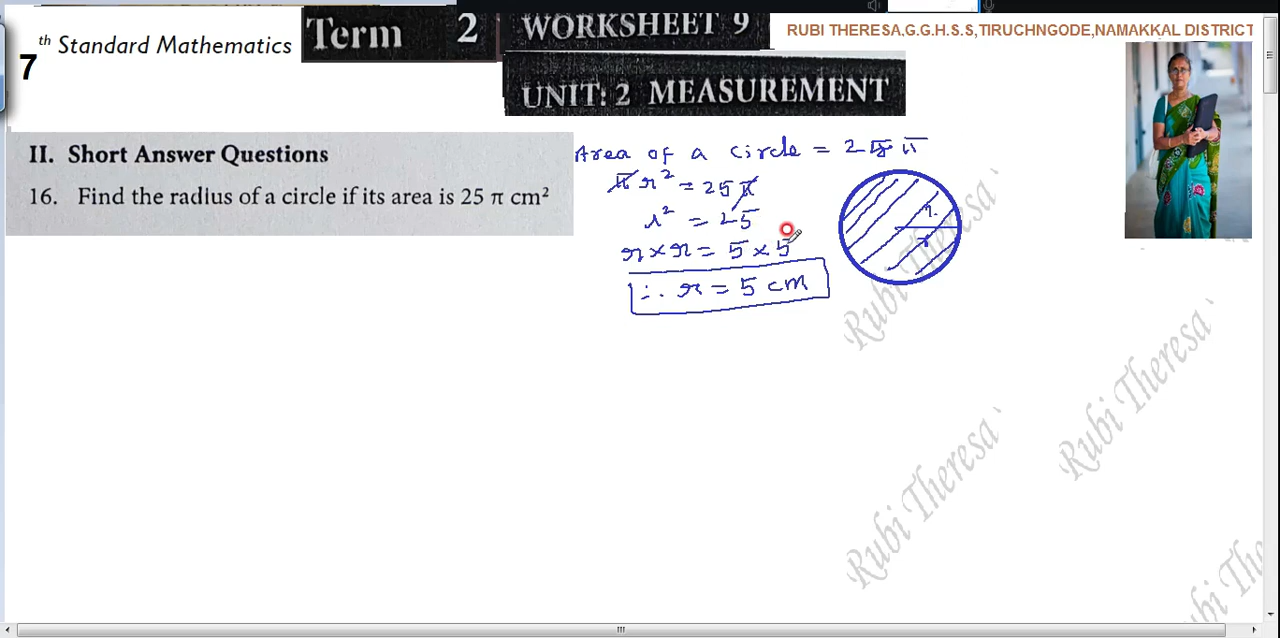 7th Standard Mathematics
Term 2
WORKSHEET 9
UNIT: 2 MEASUREMENT
RUBI THERESA,G.G.H.S.S,TIRUCHNGODE,NAMAKKAL DISTRICT
II. Short Answer Questions
16. Find the radius of a circle if its area is 25 π cm²
Area of a circle = 25 π
π r² = 25 π
r² = 25
r × r = 5 × 5
∴ r = 5 cm
r
Rubi Theresa
Rubi Theresa
Rubi Theresa
Rubi The